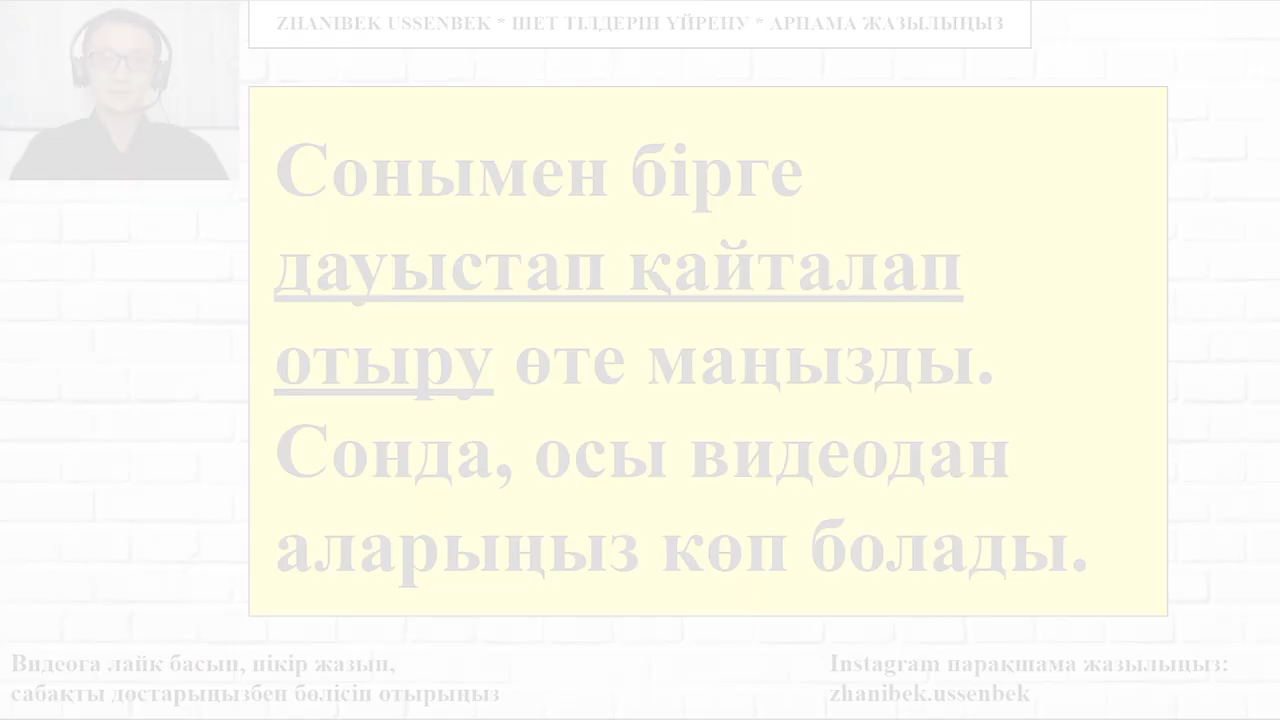 ZHANIBEK USSENBEK * ШЕТ ТІЛДЕРІН ҮЙРЕНУ * АРНАМА ЖАЗЫЛЫҢЫЗ
Сонымен бірге
дауыстап қайталап
отыру өте маңызды.
Сонда, осы видеодан
аларыңыз көп болады.
Видеоға лайк басып, пікір жазып,
сабақты достарыңызбен бөлісіп отырыңыз
Instagram парақшама жазылыңыз:
zhanibek.ussenbek